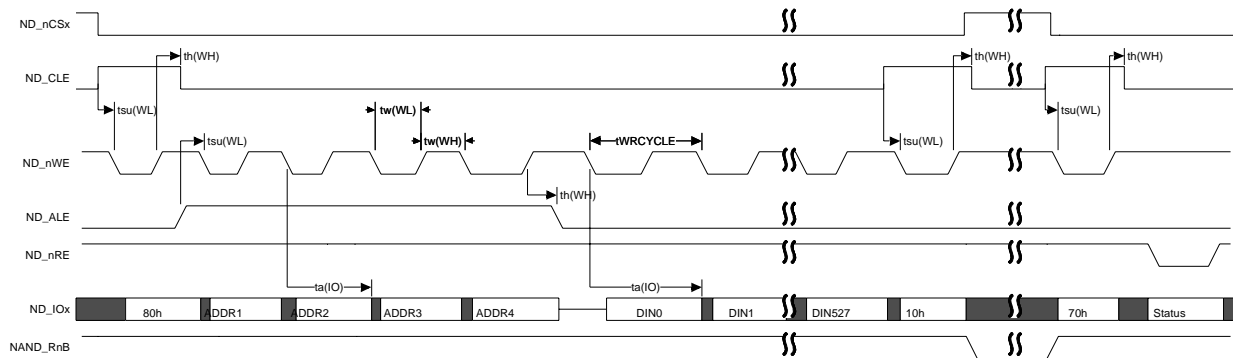 ND_nCSx
th(WH) th(WH) th(WH)
ND_CLE
tsu(WL) tw(WL) tsu(WL)
tsu(WL) tw(WH) tWRCYCLE tsu(WL)
ND_nWE
th(WH)
ND_ALE
ND_nRE
ta(IO) ta(IO)
ND_IOx 80h ADDR1 ADDR2 ADDR3 ADDR4 DIN0 DIN1 DIN527 10h 70h Status
NAND_RnB